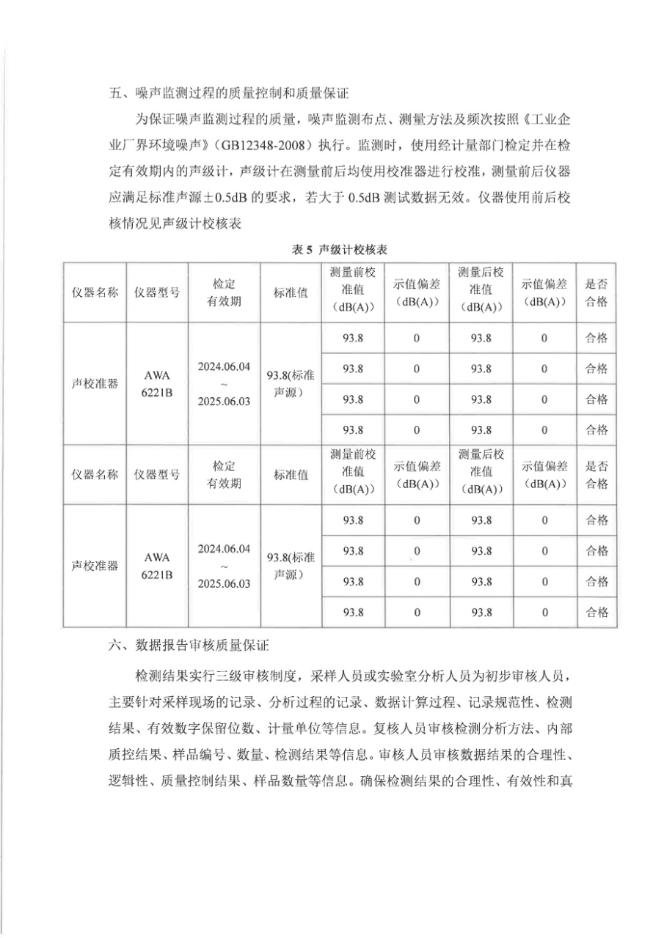 五、噪声监测过程的质量控制和质量保证
为保证噪声监测过程的质量，噪声监测布点、测量方法及频次按照《工业企
业厂界环境噪声》（GB12348-2008）执行。监测时，使用经计量部门检定并在检
定有效期内的声级计，声级计在测量前后均使用校准器进行校准，测量前后仪器
应满足标准声源±0.5dB 的要求，若大于 0.5dB 测试数据无效。仪器使用前后校
核情况见声级计校核表
表 5 声级计校核表
仪器名称 仪器型号 检定有效期 标准值 测量前校准值（dB(A)） 示值偏差（dB(A)） 测量后校准值（dB(A)） 示值偏差（dB(A)） 是否合格
声校准器 AWA 6221B 2024.06.04~2025.06.03 93.8(标准声源） 93.8 0 93.8 0 合格
93.8 0 93.8 0 合格
93.8 0 93.8 0 合格
93.8 0 93.8 0 合格
仪器名称 仪器型号 检定有效期 标准值 测量前校准值（dB(A)） 示值偏差（dB(A)） 测量后校准值（dB(A)） 示值偏差（dB(A)） 是否合格
声校准器 AWA 6221B 2024.06.04~2025.06.03 93.8(标准声源） 93.8 0 93.8 0 合格
93.8 0 93.8 0 合格
93.8 0 93.8 0 合格
93.8 0 93.8 0 合格
六、数据报告审核质量保证
检测结果实行三级审核制度，采样人员或实验室分析人员为初步审核人员，
主要针对采样现场的记录、分析过程的记录、数据计算过程、记录规范性、检测
结果、有效数字保留位数、计量单位等信息。复核人员审核检测分析方法、内部
质控结果、样品编号、数量、检测结果等信息。审核人员审核数据结果的合理性、
逻辑性、质量控制结果、样品数量等信息。确保检测结果的合理性、有效性和真